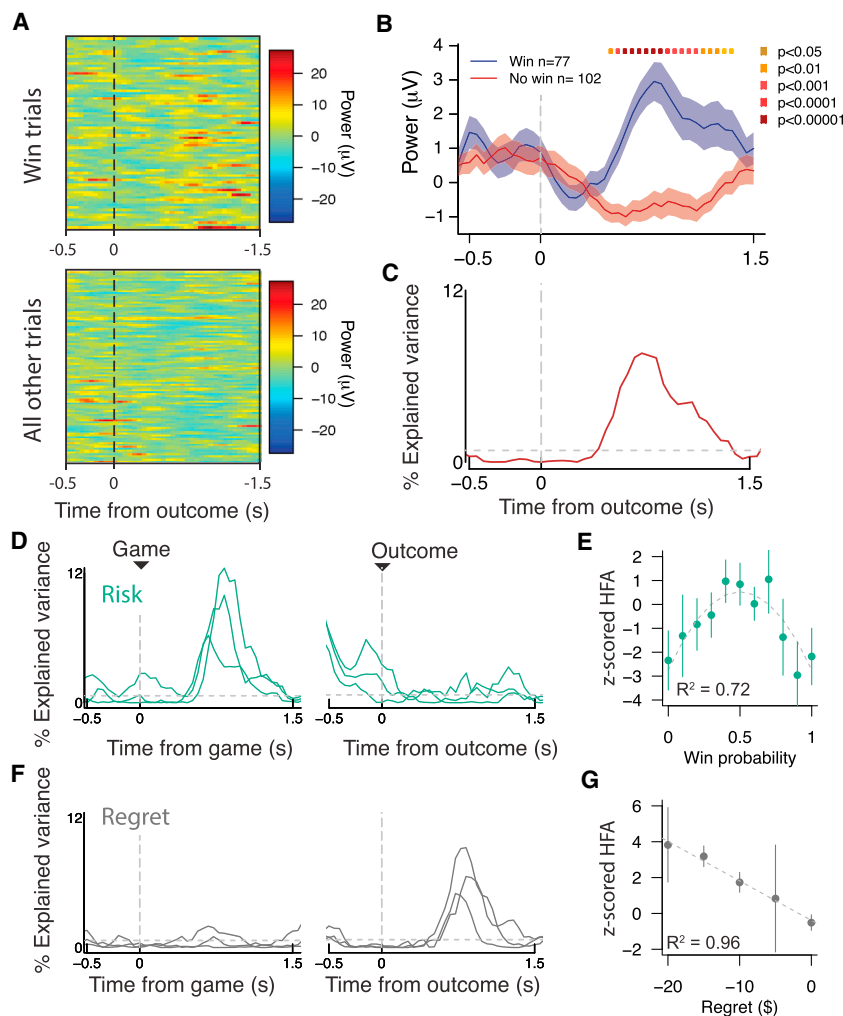 A
Win trials
20
10
0
−10
−20
Power (µV)
-0.5
0
-1.5
All other trials
20
10
0
−10
−20
Power (µV)
-0.5
0
-1.5
Time from outcome (s)
B
Power (µV)
4
3
2
1
0
−1
Win n=77
No win n= 102
−0.5
0
1.5
p<0.05
p<0.01
p<0.001
p<0.0001
p<0.00001
C
% Explained variance
12
0
−0.5
0
1.5
Time from outcome (s)
D
Game
Outcome
% Explained variance
12
0
Risk
−0.5
0
1.5
−0.5
0
1.5
Time from game (s)
Time from outcome (s)
E
z-scored HFA
2
1
0
−1
−2
−3
−4
R² = 0.72
0
0.5
1
Win probability
F
% Explained variance
12
0
Regret
−0.5
0
1.5
−0.5
0
1.5
Time from game (s)
Time from outcome (s)
G
z-scored HFA
6
4
2
0
−2
R² = 0.96
−20
−10
0
Regret ($)